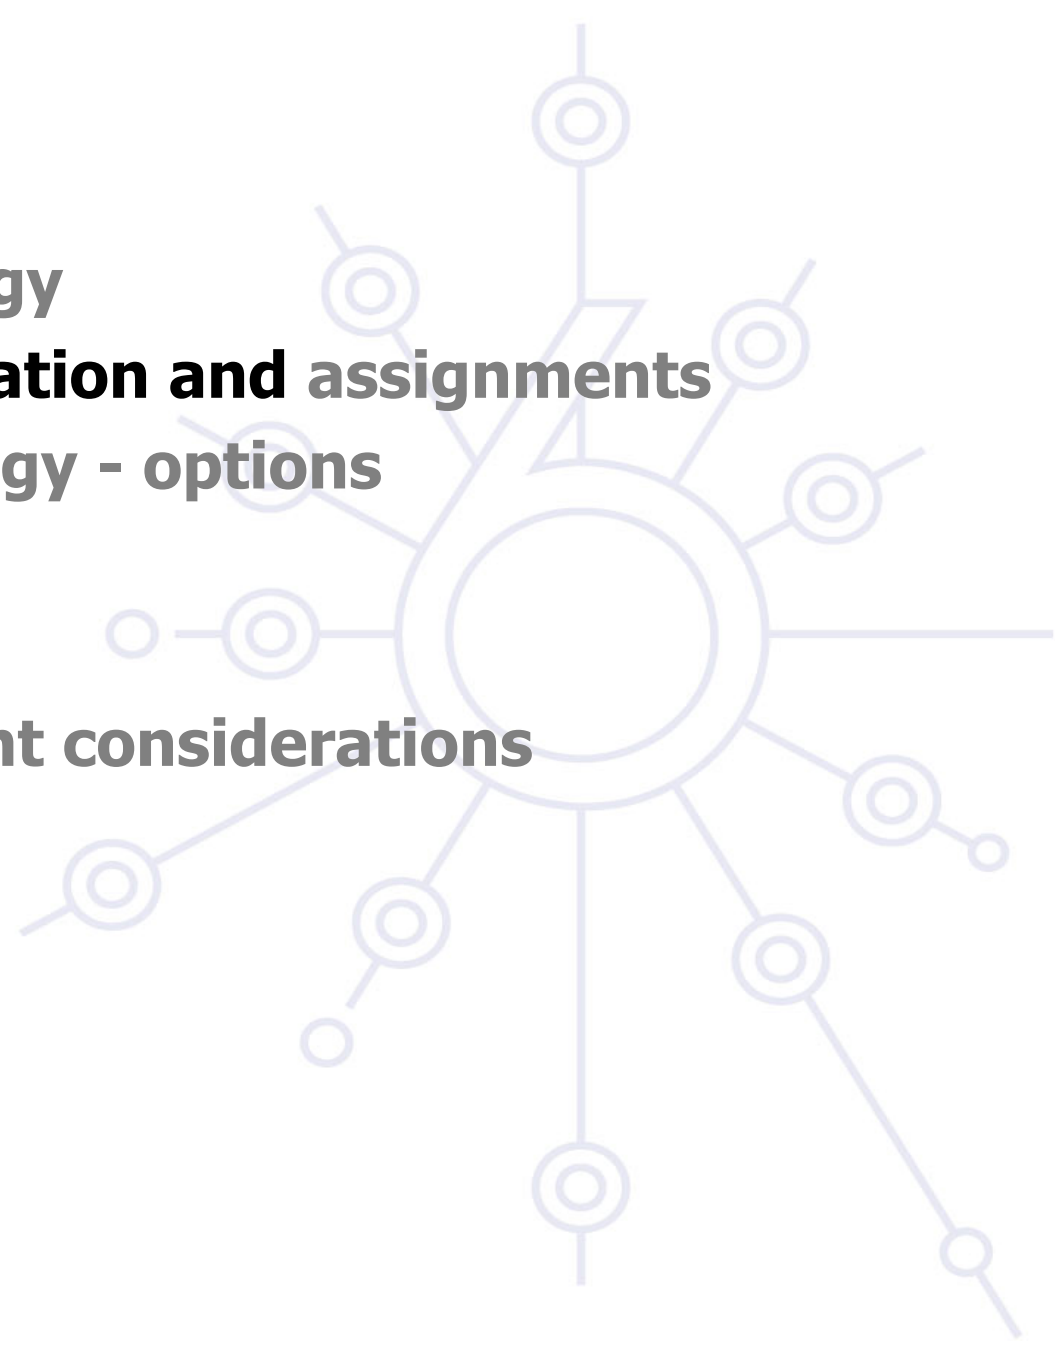 gy
ation and assignments
gy - options
nt considerations